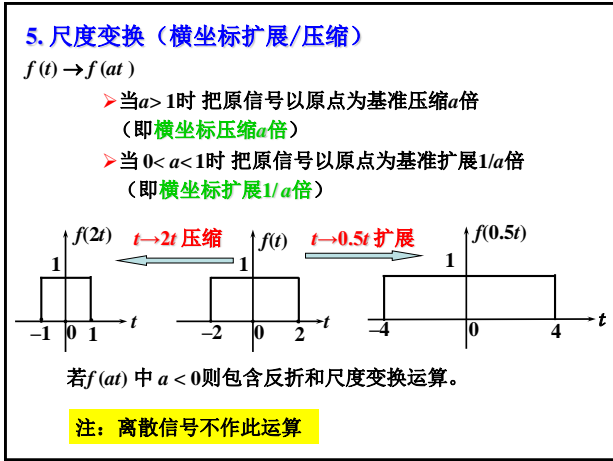 5. 尺度变换（横坐标扩展/压缩）
f (t) →f (at )
➢当a> 1时 把原信号以原点为基准压缩a倍
（即横坐标压缩a倍）
➢当 0< a< 1时 把原信号以原点为基准扩展1/a倍
（即横坐标扩展1/ a倍）
f(2t)
t→2t 压缩
f(t)
t→0.5t 扩展
f(0.5t)
1
1
1
–1 0 1 t
–2 0 2 t
–4 0 4 t
若f (at) 中 a < 0则包含反折和尺度变换运算。
注：离散信号不作此运算